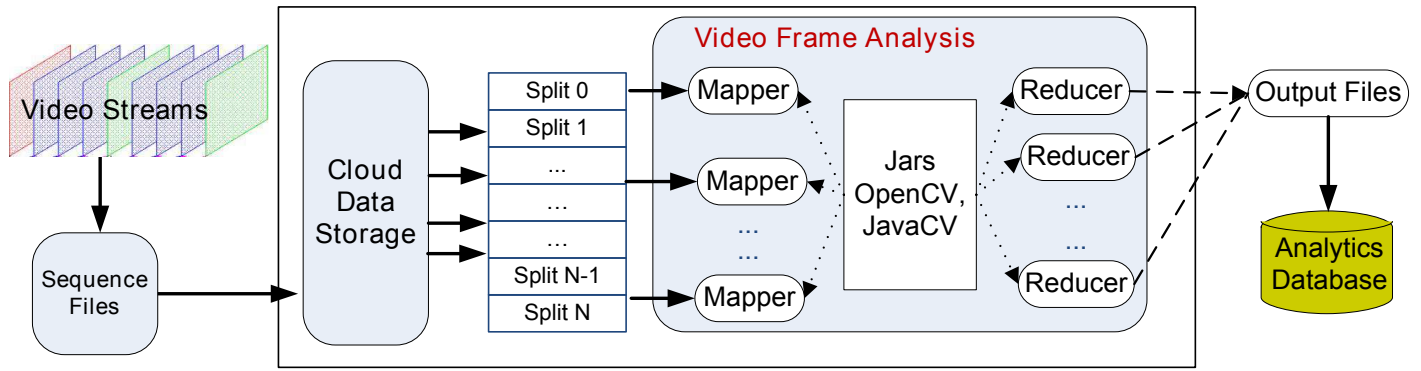 Video Streams
Sequence
Files
Cloud
Data
Storage
Split 0
Split 1
...
...
...
Split N-1
Split N
Video Frame Analysis
Mapper
Mapper
...
...
Mapper
Jars
OpenCV,
JavaCV
Reducer
Reducer
...
...
Reducer
Output Files
Analytics
Database